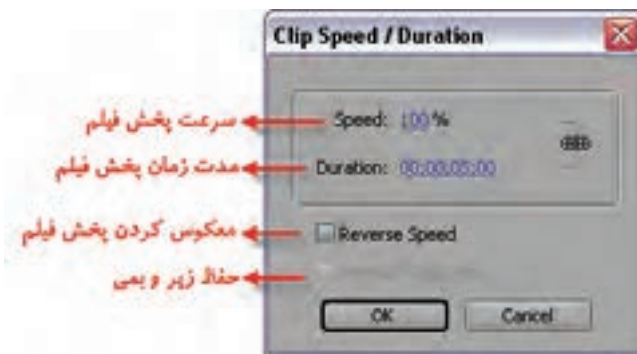 Clip Speed / Duration
سرعت پخش فیلم
Speed: 100 %
مدت زمان پخش فیلم
Duration: 00;00;05;00
معکوس کردن پخش فیلم
Reverse Speed
حفظ زیر و بمی
OK
Cancel